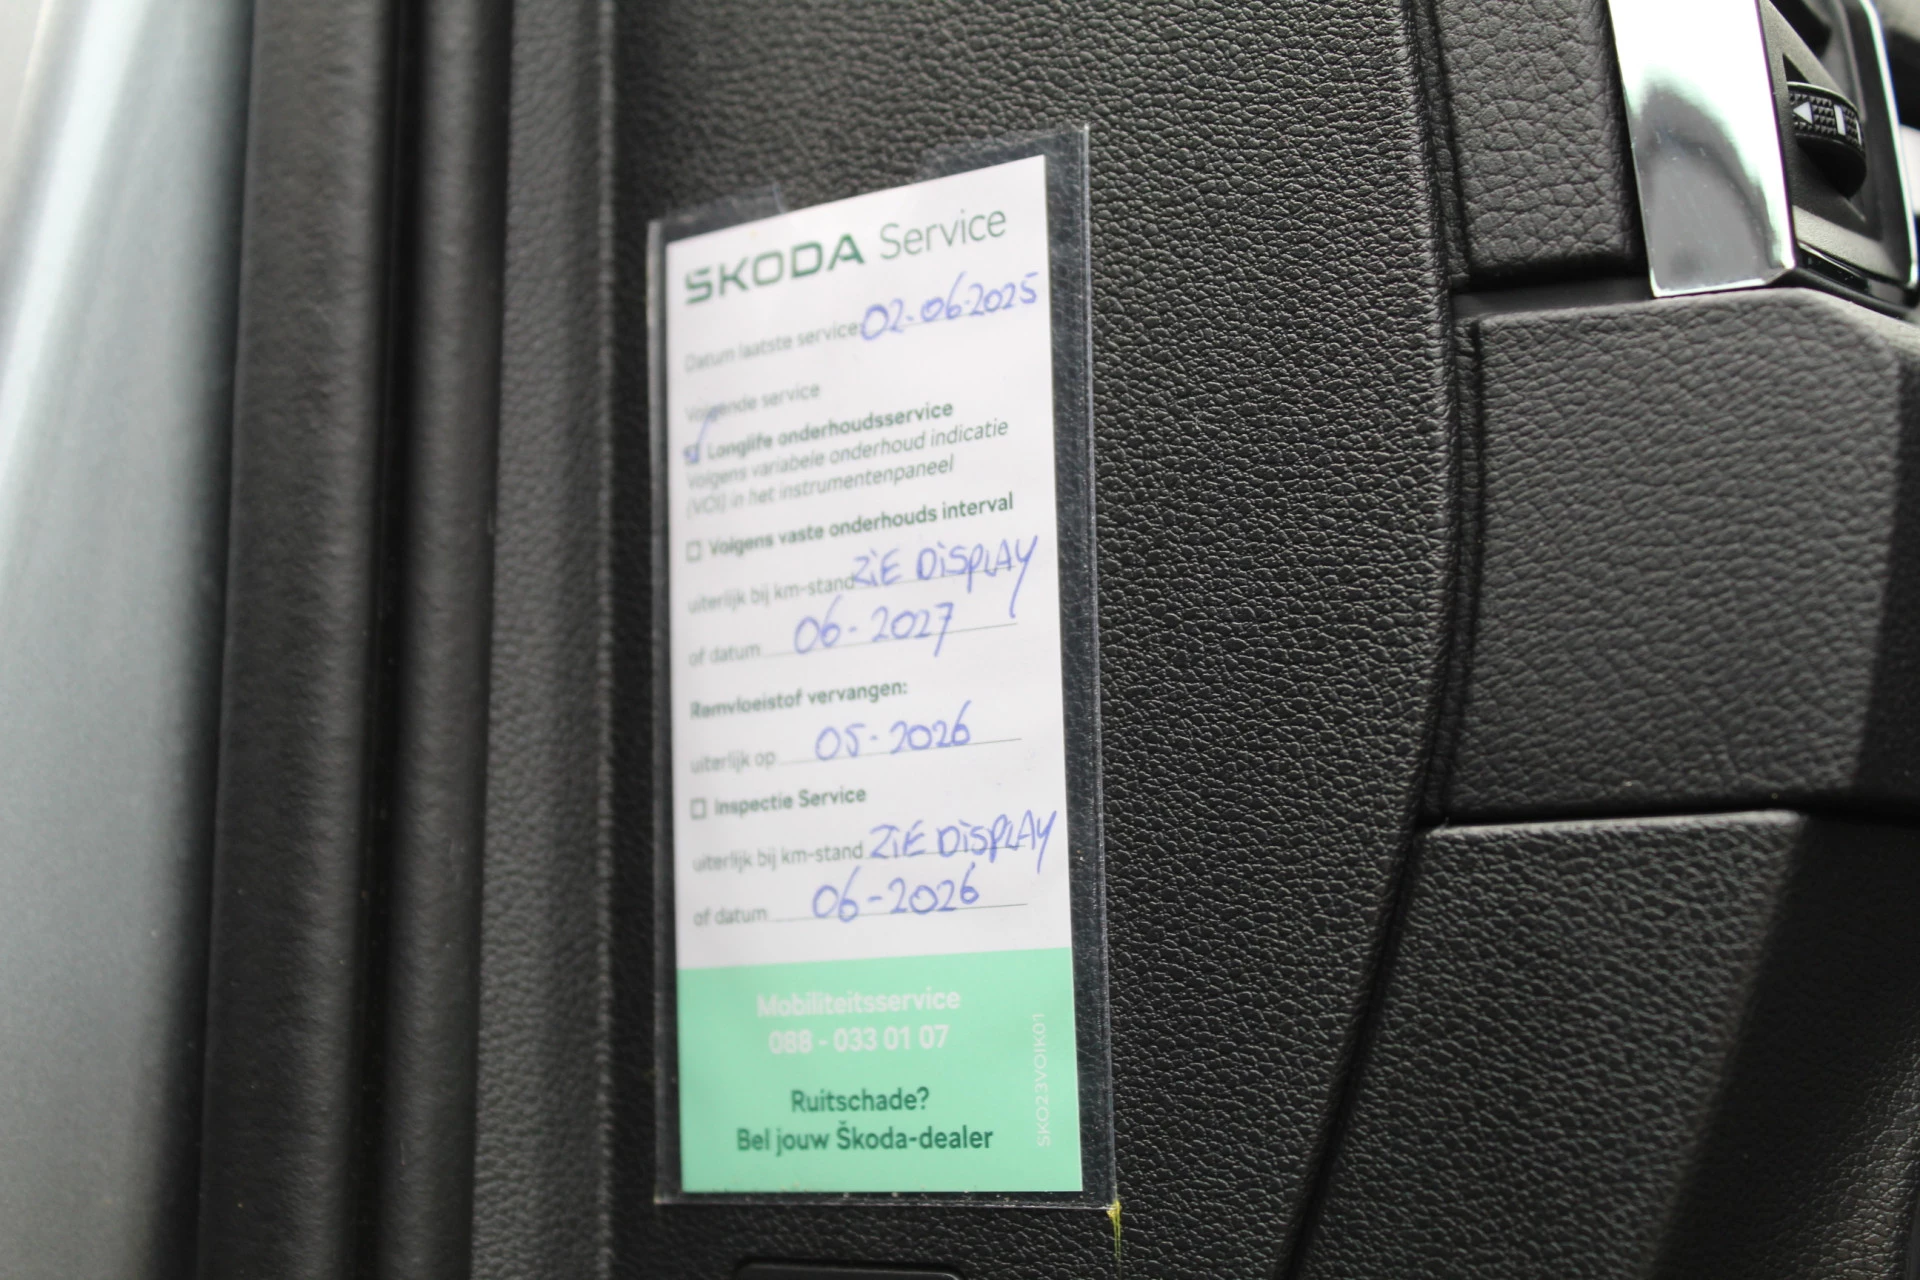 ŠKODA Service
Datum laatste service: 02-06-2025
Volgende service
Longlife onderhoudsservice
Volgens variabele onderhoud indicatie
(VOI) in het instrumentenpaneel
Volgens vaste onderhouds interval
uiterlijk bij km-stand ZiE DiSPLAY
of datum 06-2027
Remvloeistof vervangen:
uiterlijk op 05-2026
Inspectie Service
uiterlijk bij km-stand ZiE DiSPLAY
of datum 06-2026
Mobiliteitsservice
088 - 033 01 07
Ruitschade?
Bel jouw Škoda-dealer
SKO23VOIK01